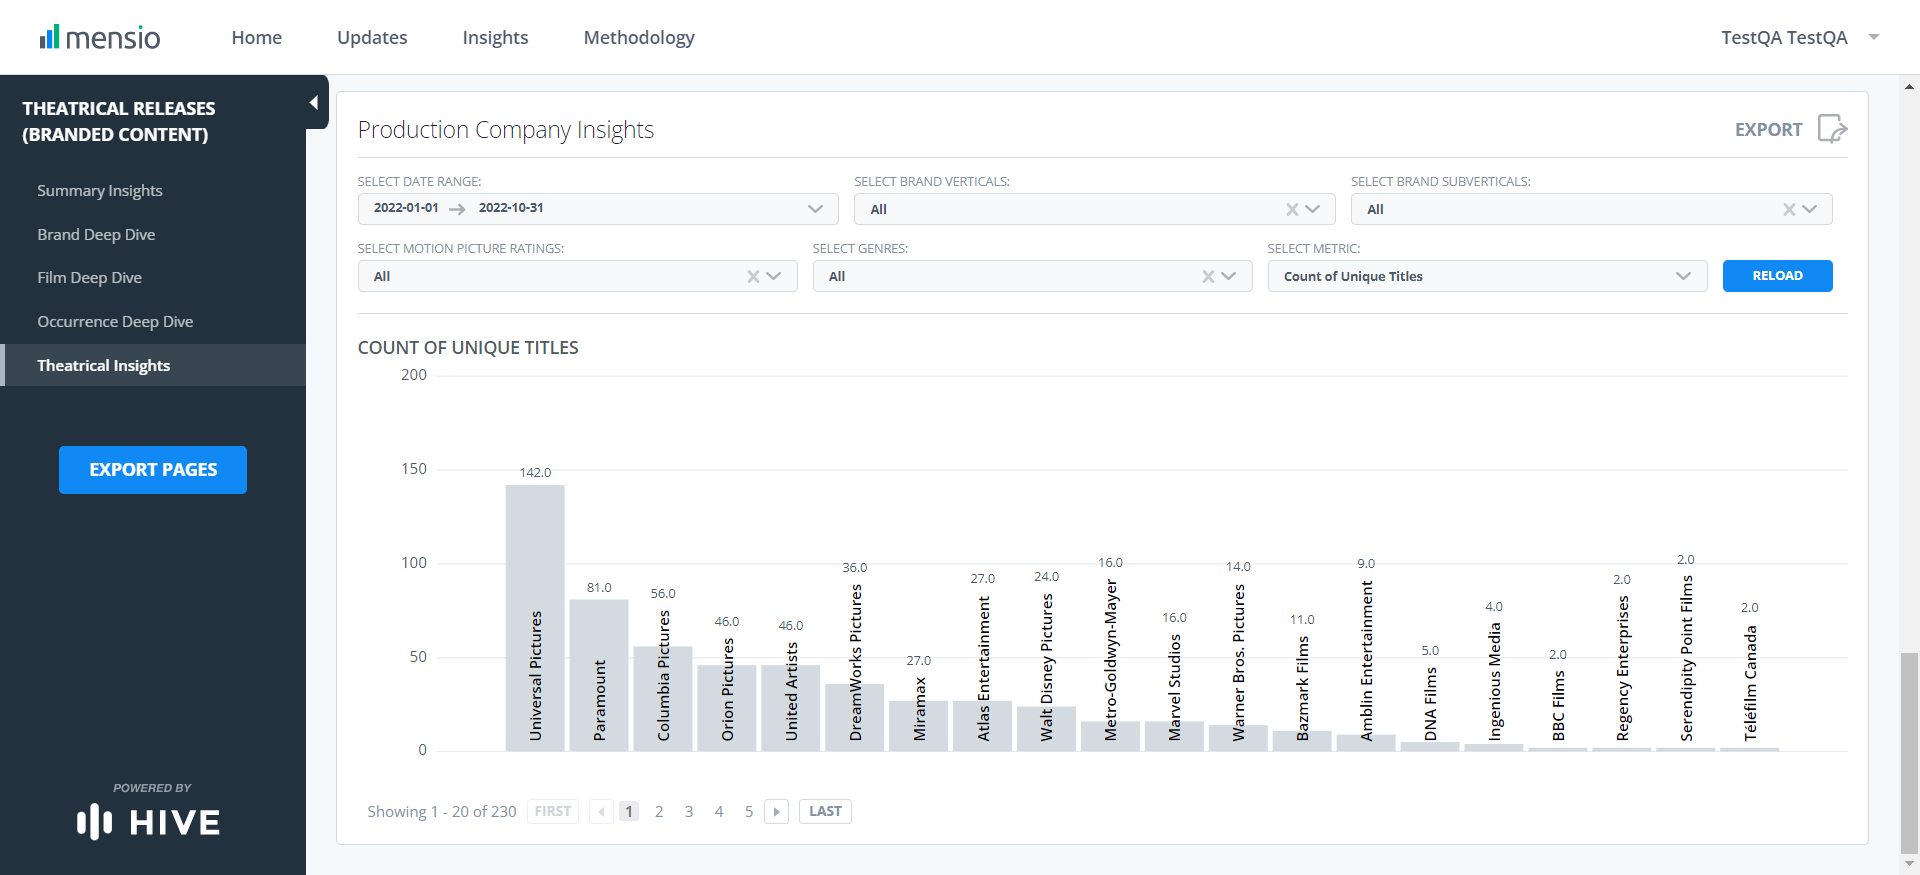 mensio
Home
Updates
Insights
Methodology
TestQA TestQA
THEATRICAL RELEASES
(BRANDED CONTENT)
Summary Insights
Brand Deep Dive
Film Deep Dive
Occurrence Deep Dive
Theatrical Insights
EXPORT PAGES
POWERED BY
HIVE
Production Company Insights
EXPORT
SELECT DATE RANGE:
2022-01-01
2022-10-31
SELECT BRAND VERTICALS:
All
SELECT BRAND SUBVERTICALS:
All
SELECT MOTION PICTURE RATINGS:
All
SELECT GENRES:
All
SELECT METRIC:
Count of Unique Titles
RELOAD
COUNT OF UNIQUE TITLES
200
150
100
50
0
142.0
Universal Pictures
81.0
Paramount
56.0
Columbia Pictures
46.0
Orion Pictures
46.0
United Artists
36.0
DreamWorks Pictures
27.0
Miramax
27.0
Atlas Entertainment
24.0
Walt Disney Pictures
16.0
Metro-Goldwyn-Mayer
16.0
Marvel Studios
14.0
Warner Bros. Pictures
11.0
Bazmark Films
9.0
Amblin Entertainment
5.0
DNA Films
4.0
Ingenious Media
2.0
BBC Films
2.0
Regency Enterprises
2.0
Serendipity Point Films
2.0
Téléfilm Canada
Showing 1 - 20 of 230
FIRST
1
2
3
4
5
LAST